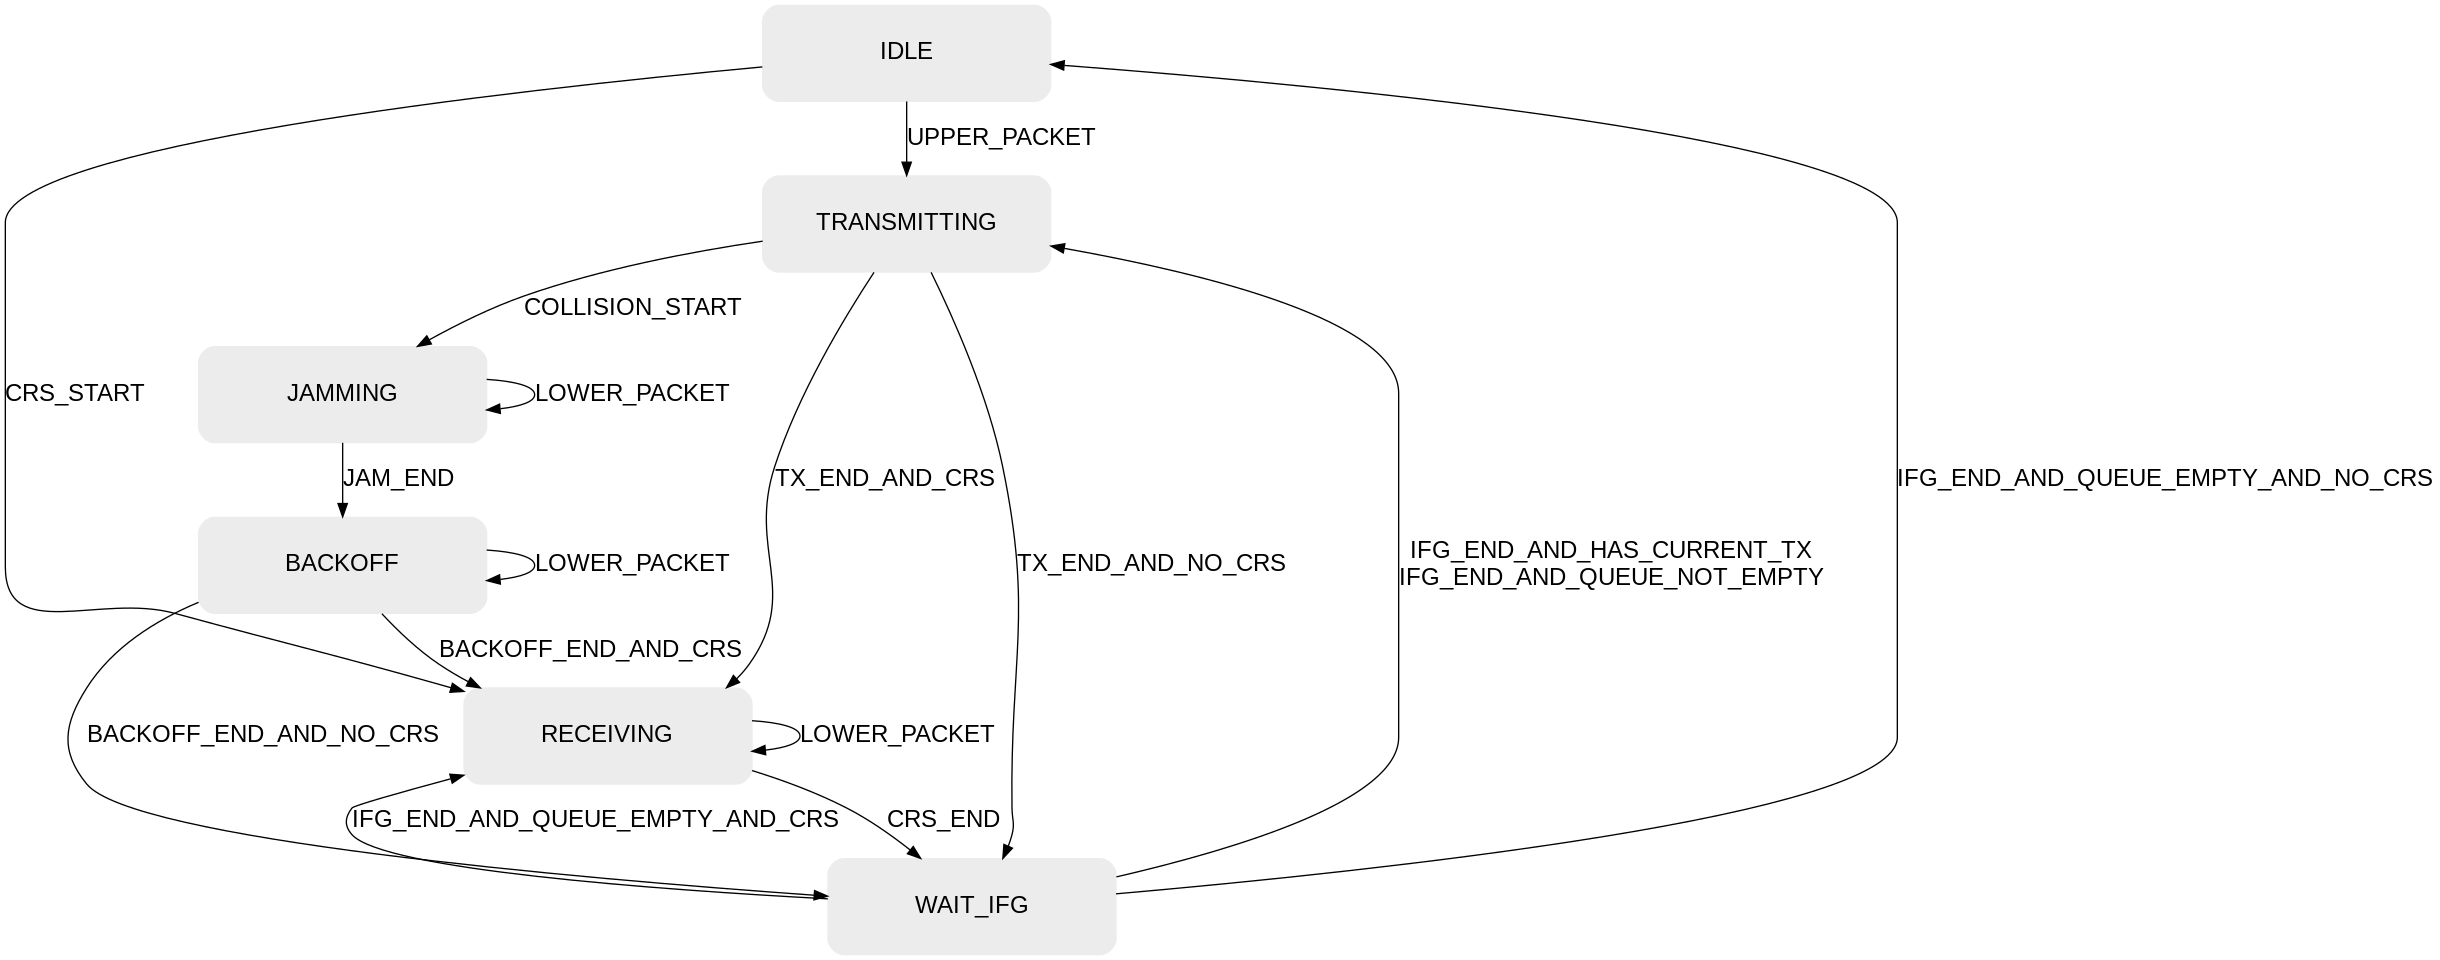 IDLE
UPPER_PACKET
TRANSMITTING
COLLISION_START
CRS_START
JAMMING
LOWER_PACKET
JAM_END
TX_END_AND_CRS
IFG_END_AND_QUEUE_EMPTY_AND_NO_CRS
BACKOFF
LOWER_PACKET
TX_END_AND_NO_CRS
IFG_END_AND_HAS_CURRENT_TX
IFG_END_AND_QUEUE_NOT_EMPTY
BACKOFF_END_AND_CRS
BACKOFF_END_AND_NO_CRS
RECEIVING
LOWER_PACKET
IFG_END_AND_QUEUE_EMPTY_AND_CRS
CRS_END
WAIT_IFG